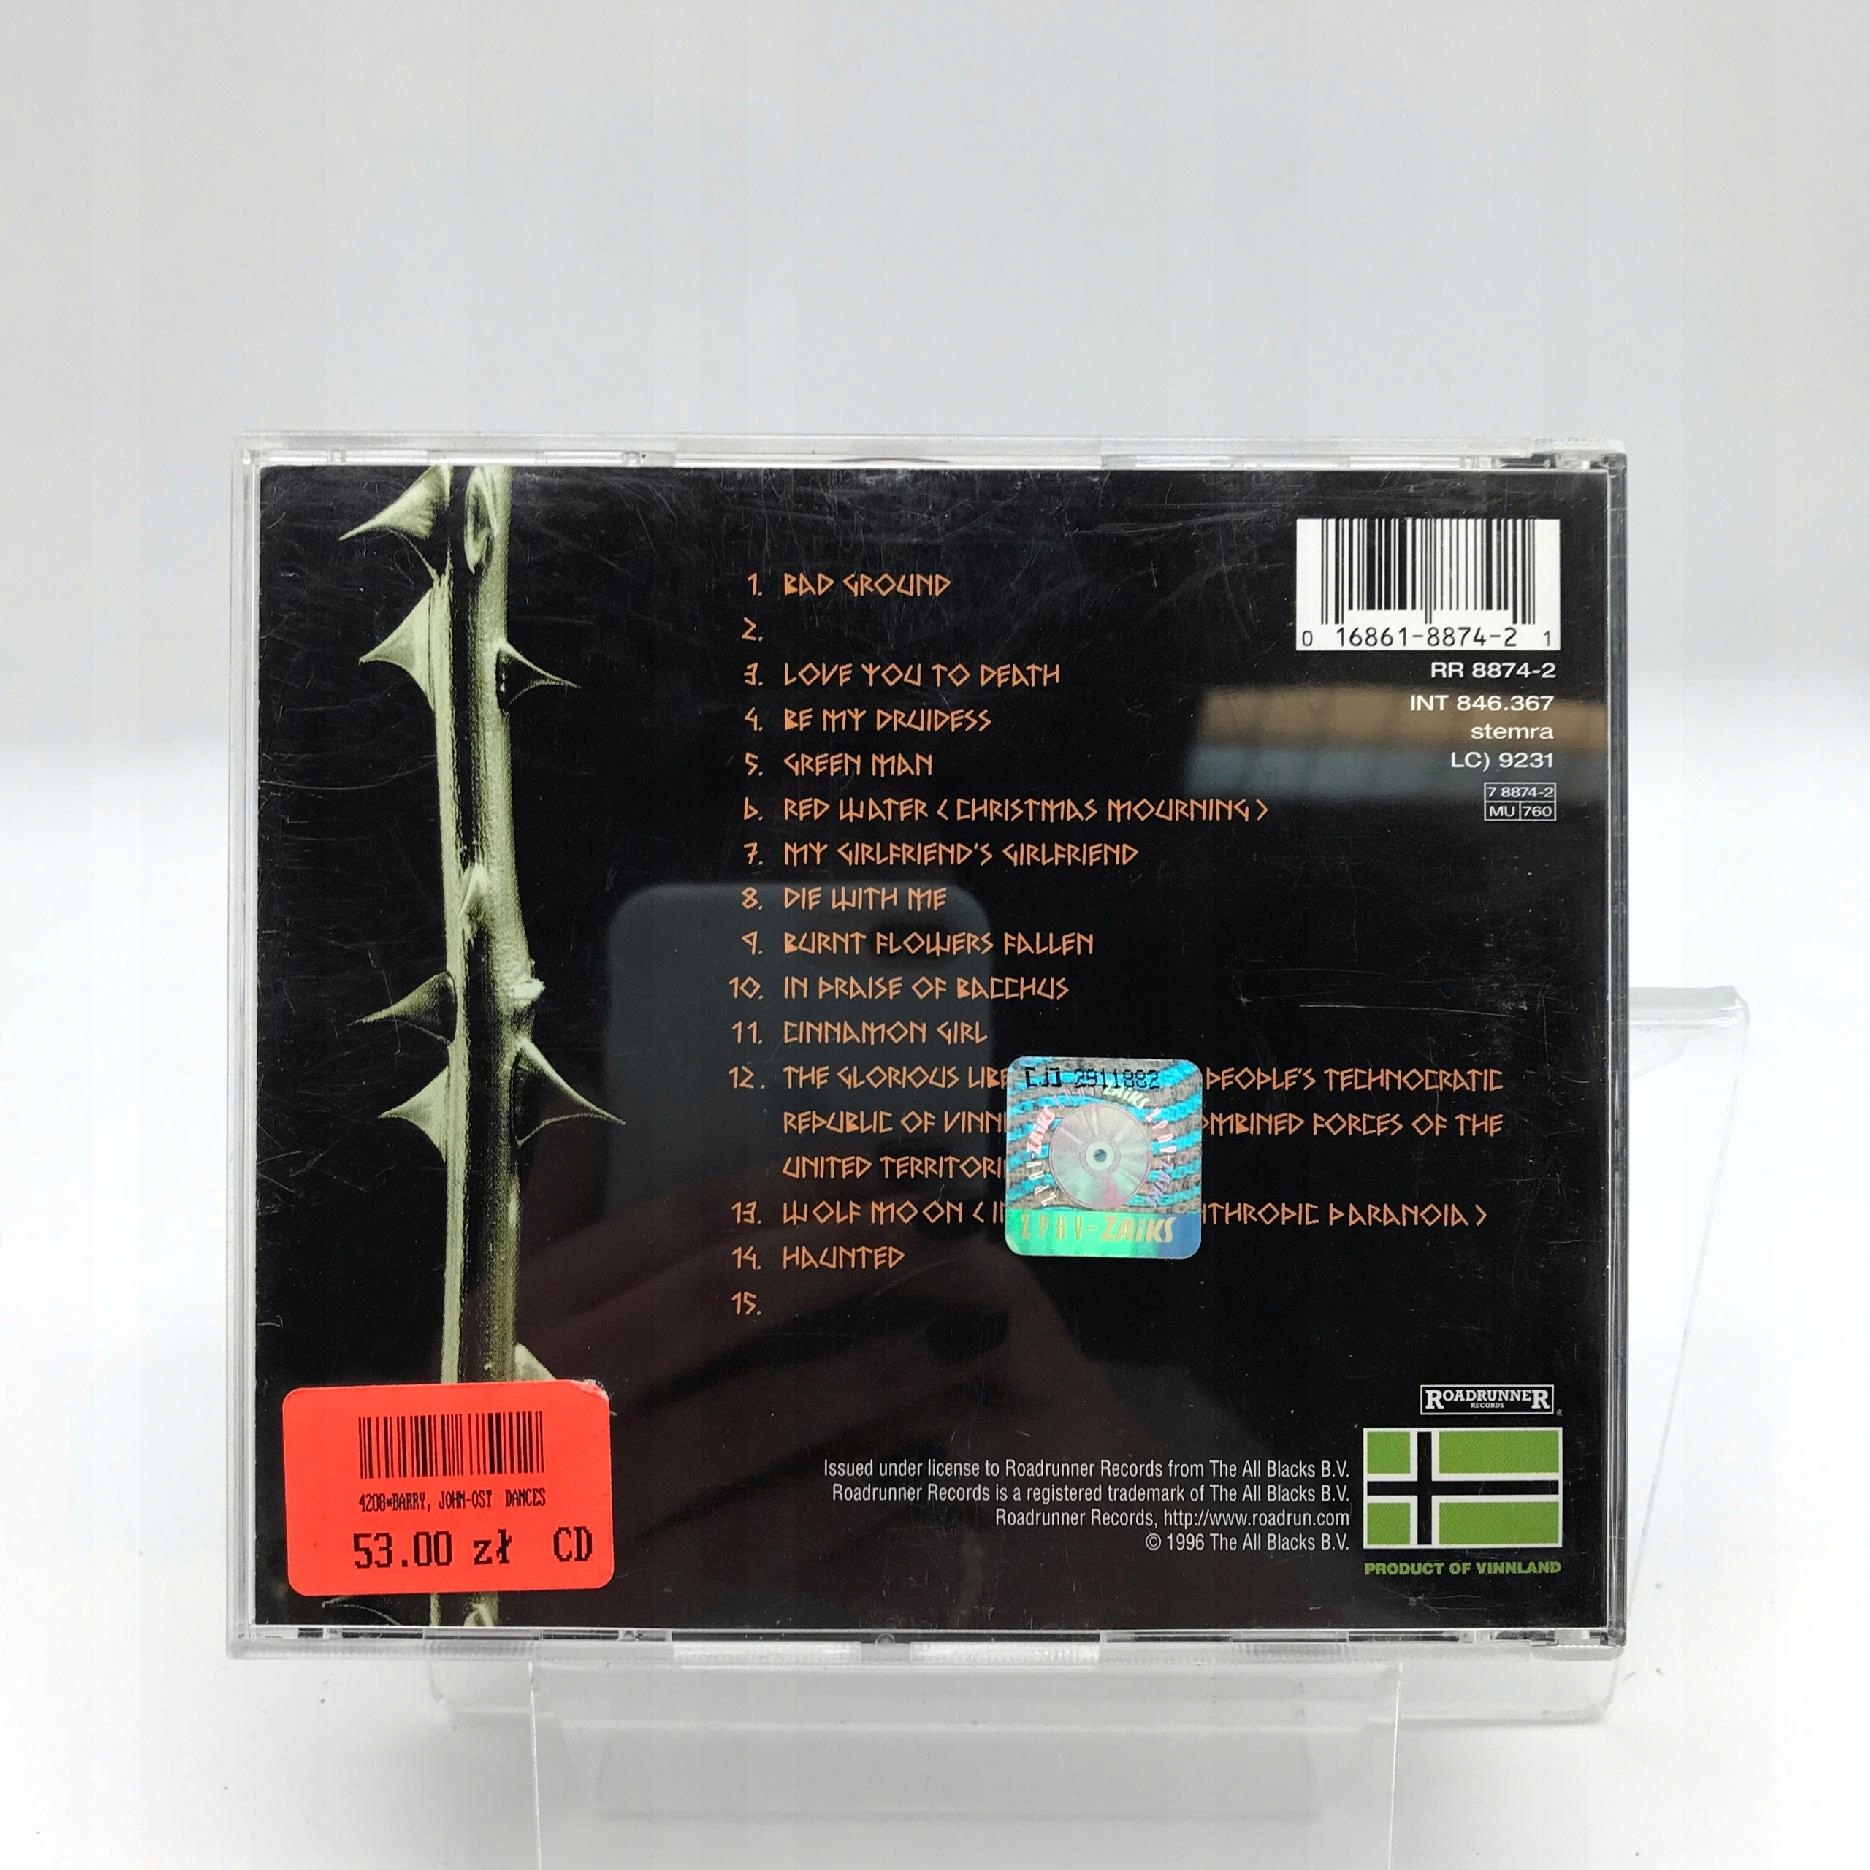 1. BAD GROUND
2.
3. LOVE YOU TO DEATH
4. BE MY DRUIDESS
5. GREEN MAN
6. RED WATER (CHRISTMAS MOURNING)
7. MY GIRLFRIEND'S GIRLFRIEND
8. DIE WITH ME
9. BURNT FLOWERS FALLEN
10. IN PRAISE OF BACCHUS
11. CINNAMON GIRL
12. THE GLORIOUS LIBE PEOPLE'S TECHNOCRATIC
REPUBLIC OF VINN OMBINED FORCES OF THE
UNITED TERRITORI
13. WOLF MOON (IN THROPIC PARANOIA)
14. HAUNTED
15.
0 16861-8874-2 1
RR 8874-2
INT 846.367
stemra
LC) 9231
7 8874-2
MU 760
CJJ 2911882
ZPAV-ZAiKS
ROADRUNNER
RECORDS
Issued under license to Roadrunner Records from The All Blacks B.V.
Roadrunner Records is a registered trademark of The All Blacks B.V.
Roadrunner Records, http://www.roadrun.com
© 1996 The All Blacks B.V.
PRODUCT OF VINNLAND
4208*BARRY, JOHN-OST DANCES
53.00 zł CD